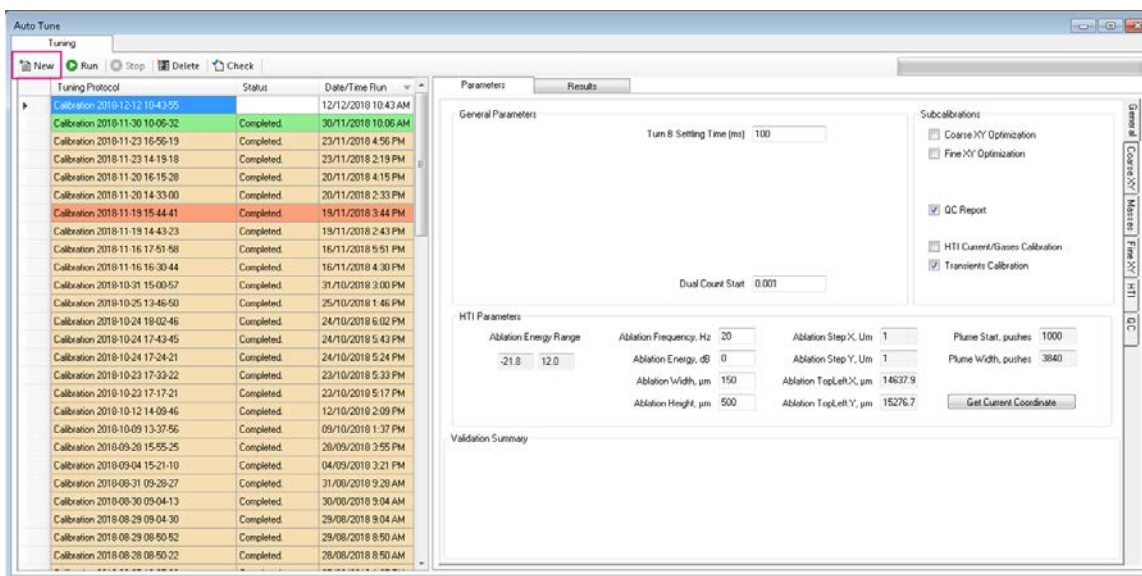 Auto Tune
Tuning
New Run Stop Delete Check
Tuning Protocol Status Date/Time Run
Calibration 2018-12-12 10-43-55 12/12/2018 10:43 AM
Calibration 2018-11-30 10-06-32 Completed. 30/11/2018 10:06 AM
Calibration 2018-11-23 16-56-19 Completed. 23/11/2018 4:56 PM
Calibration 2018-11-23 14-19-18 Completed. 23/11/2018 2:19 PM
Calibration 2018-11-20 16-15-28 Completed. 20/11/2018 4:15 PM
Calibration 2018-11-20 14-33-00 Completed. 20/11/2018 2:33 PM
Calibration 2018-11-19 15-44-41 Completed. 19/11/2018 3:44 PM
Calibration 2018-11-19 14-43-23 Completed. 19/11/2018 2:43 PM
Calibration 2018-11-16 17-51-58 Completed. 16/11/2018 5:51 PM
Calibration 2018-11-16 16-30-44 Completed. 16/11/2018 4:30 PM
Calibration 2018-10-31 15-00-57 Completed. 31/10/2018 3:00 PM
Calibration 2018-10-25 13-46-50 Completed. 25/10/2018 1:46 PM
Calibration 2018-10-24 18-02-46 Completed. 24/10/2018 6:02 PM
Calibration 2018-10-24 17-43-45 Completed. 24/10/2018 5:43 PM
Calibration 2018-10-24 17-24-21 Completed. 24/10/2018 5:24 PM
Calibration 2018-10-23 17-33-22 Completed. 23/10/2018 5:33 PM
Calibration 2018-10-23 17-17-21 Completed. 23/10/2018 5:17 PM
Calibration 2018-10-12 14-09-46 Completed. 12/10/2018 2:09 PM
Calibration 2018-10-09 13-37-56 Completed. 09/10/2018 1:37 PM
Calibration 2018-09-28 15-55-25 Completed. 28/09/2018 3:55 PM
Calibration 2018-09-04 15-21-10 Completed. 04/09/2018 3:21 PM
Calibration 2018-08-31 09-28-27 Completed. 31/08/2018 9:28 AM
Calibration 2018-08-30 09-04-13 Completed. 30/08/2018 9:04 AM
Calibration 2018-08-29 09-04-30 Completed. 29/08/2018 9:04 AM
Calibration 2018-08-29 08-50-52 Completed. 29/08/2018 8:50 AM
Calibration 2018-08-28 08-50-22 Completed. 28/08/2018 8:50 AM
Parameters Results
General Parameters
Turn B Settling Time (ms) 100
Dual Count Start 0.001
Subcalibrations
Coarse XY Optimization
Fine XY Optimization
QC Report
HTI Current/Gases Calibration
Transients Calibration
HTI Parameters
Ablation Energy Range Ablation Frequency, Hz 20 Ablation Step X, Um 1 Plume Start, pushes 1000
-21.8 12.0 Ablation Energy, dB 0 Ablation Step Y, Um 1 Plume Width, pushes 3840
Ablation Width, µm 150 Ablation TopLeft.X, µm 14637.9
Ablation Height, µm 500 Ablation TopLeft.Y, µm 15276.7 Get Current Coordinate
Validation Summary
General
Coarse XY
Masses
Fine XY
HTI
QC